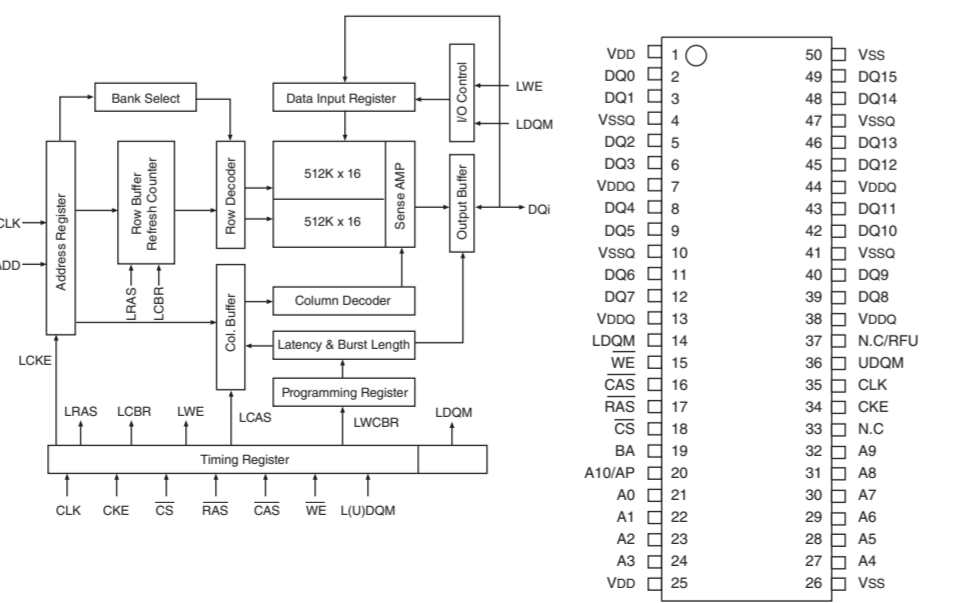 Bank Select
Data Input Register
I/O Control
LWE
LDQM
CLK
ADD
Address Register
Row Buffer
Refresh Counter
Row Decoder
512K x 16
512K x 16
Sense AMP
Output Buffer
DQi
LRAS
LCBR
Col. Buffer
Column Decoder
Latency & Burst Length
Programming Register
LCKE
LRAS
LCBR
LWE
LCAS
LWCBR
LDQM
Timing Register
CLK CKE CS RAS CAS WE L(U)DQM
VDD 1 50 VSS
DQ0 2 49 DQ15
DQ1 3 48 DQ14
VSSQ 4 47 VSSQ
DQ2 5 46 DQ13
DQ3 6 45 DQ12
VDDQ 7 44 VDDQ
DQ4 8 43 DQ11
DQ5 9 42 DQ10
VSSQ 10 41 VSSQ
DQ6 11 40 DQ9
DQ7 12 39 DQ8
VDDQ 13 38 VDDQ
LDQM 14 37 N.C/RFU
WE 15 36 UDQM
CAS 16 35 CLK
RAS 17 34 CKE
CS 18 33 N.C
BA 19 32 A9
A10/AP 20 31 A8
A0 21 30 A7
A1 22 29 A6
A2 23 28 A5
A3 24 27 A4
VDD 25 26 VSS